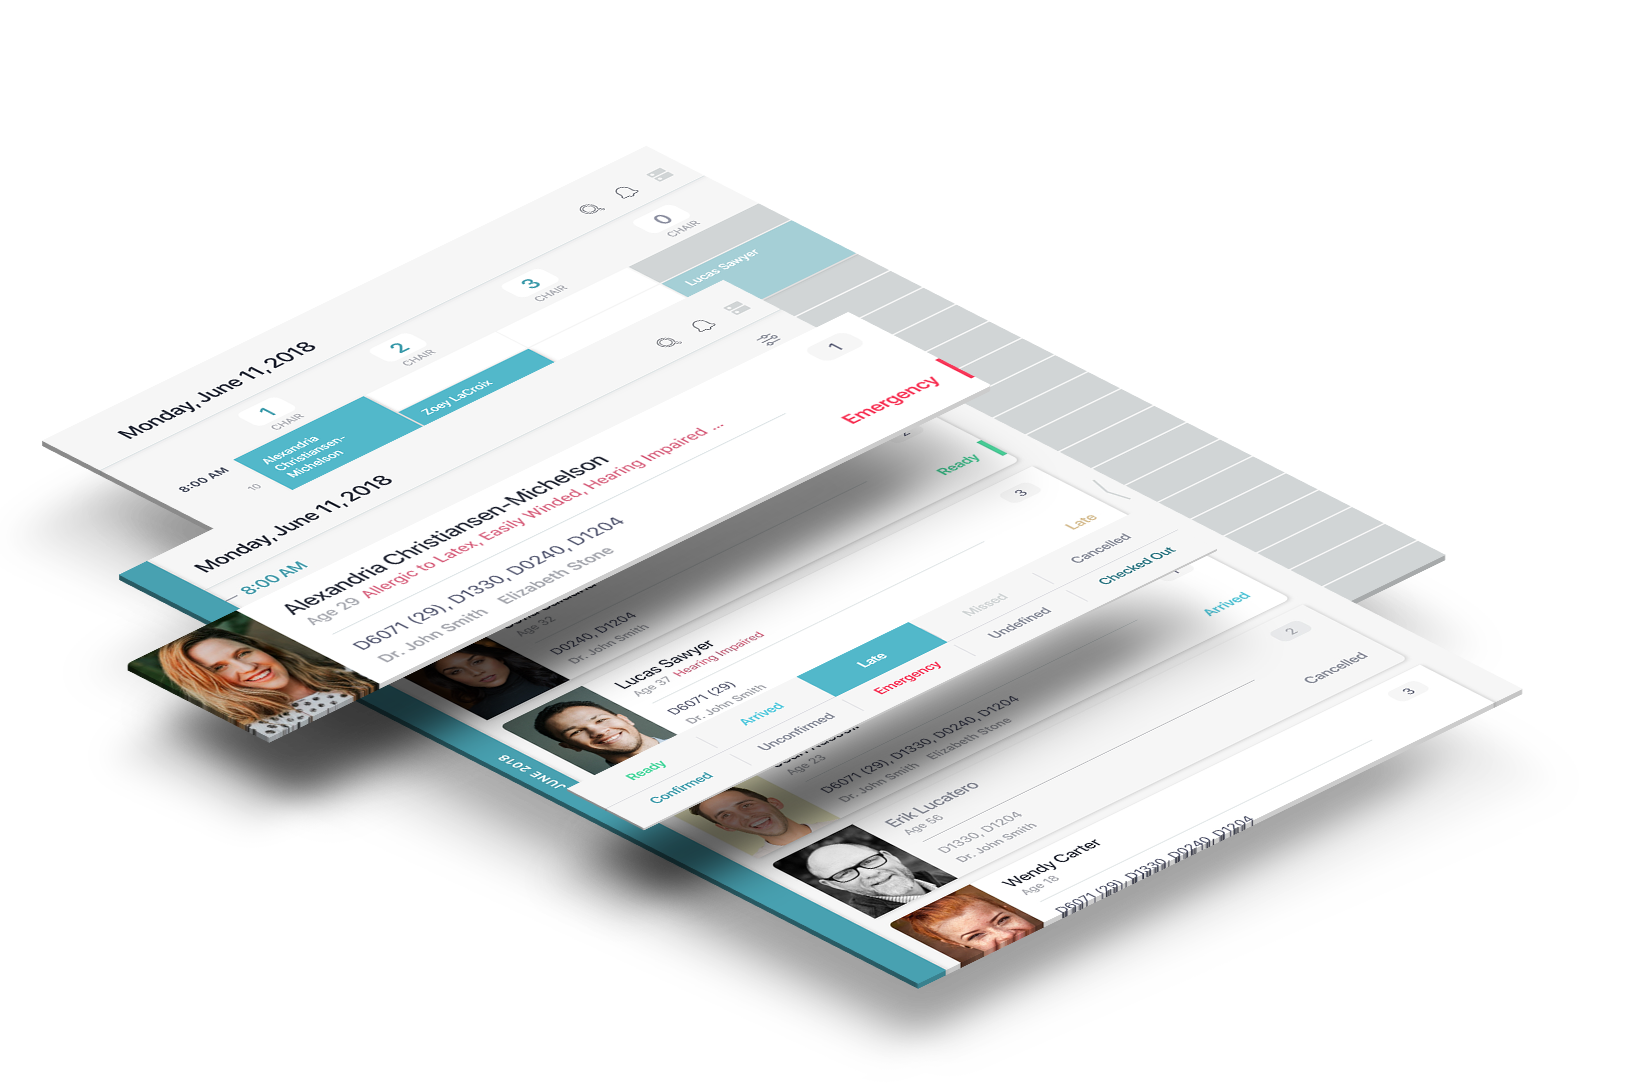 Monday, June 11, 2018
1
CHAIR
2
CHAIR
3
CHAIR
0
CHAIR
8:00 AM
10
Alexandria
Christiansen-
Michelson
Zoey LaCroix
Lucas Sawyer
Monday, June 11, 2018
8:00 AM
1
Alexandria Christiansen-Michelson
Age 29 Allergic to Latex, Easily Winded, Hearing Impaired ...
Emergency
D6071 (29), D1330, D0240, D1204
Dr. John Smith Elizabeth Stone
2
Age 32
Ready
D0240, D1204
Dr. John Smith
3
Lucas Sawyer
Age 37 Hearing Impaired
Late
D6071 (29)
Dr. John Smith
Ready
Arrived
Late
Missed
Cancelled
Confirmed
Unconfirmed
Emergency
Undefined
Checked Out
JUNE 2018
1
Age 23
Arrived
D6071 (29), D1330, D0240, D1204
Dr. John Smith Elizabeth Stone
2
Erik Lucatero
Age 56
Cancelled
D1330, D1204
Dr. John Smith
3
Wendy Carter
Age 18
D6071 (29), D1330, D0240, D1204